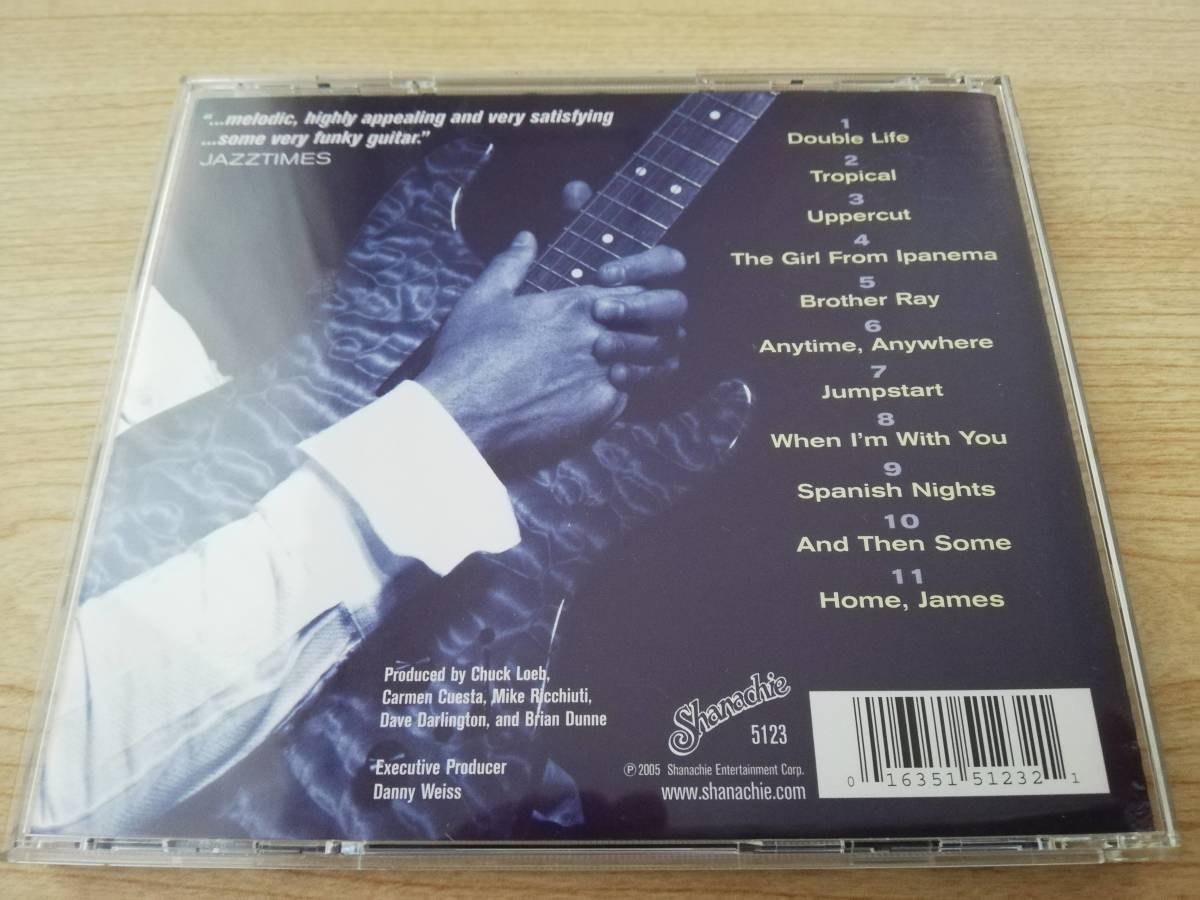 "...melodic, highly appealing and very satisfying
...some very funky guitar."
JAZZTIMES
1
Double Life
2
Tropical
3
Uppercut
4
The Girl From Ipanema
5
Brother Ray
6
Anytime, Anywhere
7
Jumpstart
8
When I'm With You
9
Spanish Nights
10
And Then Some
11
Home, James
Produced by Chuck Loeb,
Carmen Cuesta, Mike Ricchiuti,
Dave Darlington, and Brian Dunne
Executive Producer
Danny Weiss
Shanachie
5123
℗ 2005 Shanachie Entertainment Corp.
www.shanachie.com
0 16351 51232 1